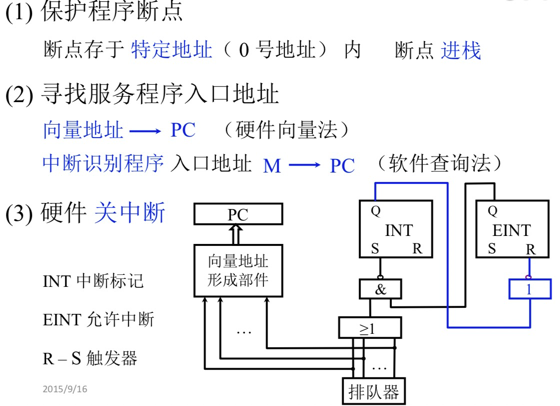 (1) 保护程序断点
断点存于 特定地址（ 0 号地址） 内 断点 进栈
(2) 寻找服务程序入口地址
向量地址 → PC （硬件向量法）
中断识别程序 入口地址 M → PC （软件查询法）
(3) 硬件 关中断
PC
向量地址
形成部件
INT 中断标记
EINT 允许中断
R – S 触发器
2015/9/16
…
Q
INT
S R
Q
EINT
S R
&
1
≥1
…
排队器